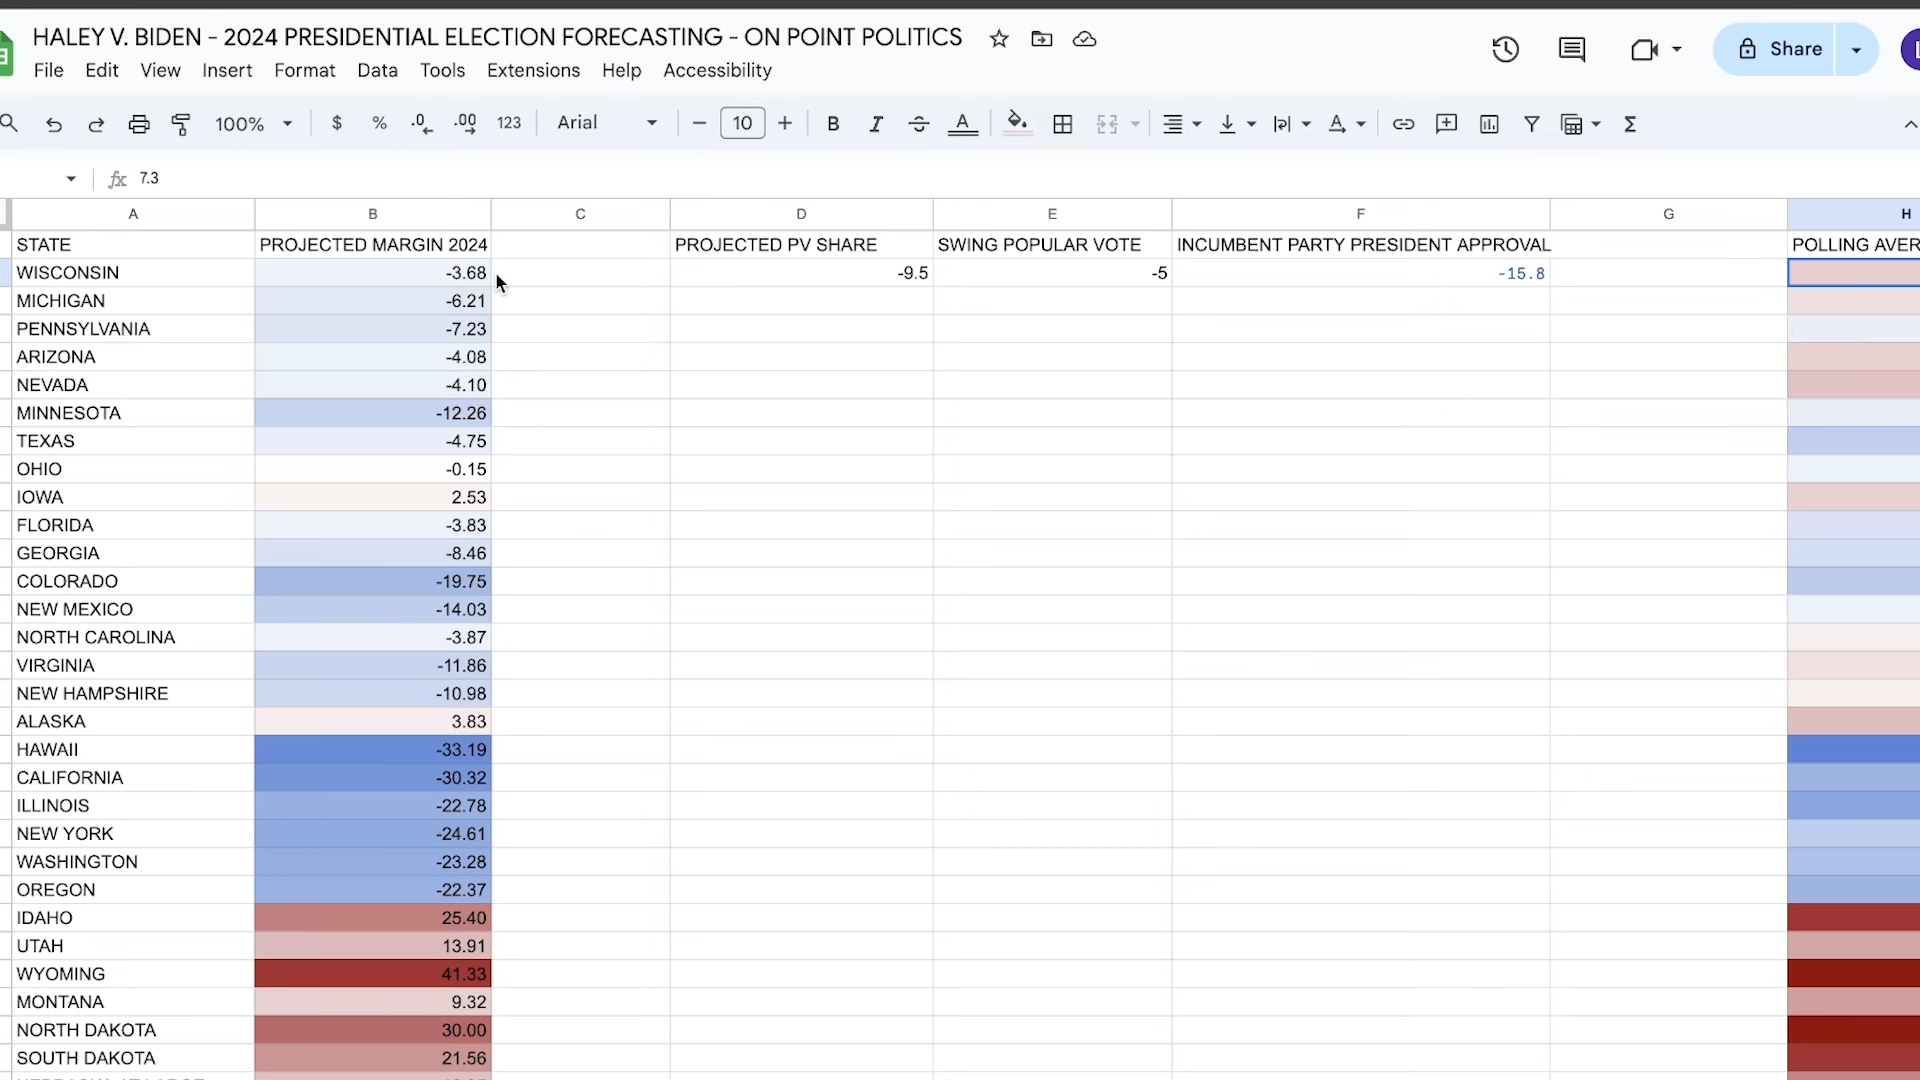 HALEY V. BIDEN - 2024 PRESIDENTIAL ELECTION FORECASTING - ON POINT POLITICS
File Edit View Insert Format Data Tools Extensions Help Accessibility
Share
100% $ % .0 .00 123 Arial 10 B I S A A Σ
fx 7.3
A B C D E F G H
STATE PROJECTED MARGIN 2024 PROJECTED PV SHARE SWING POPULAR VOTE INCUMBENT PARTY PRESIDENT APPROVAL POLLING AVER
WISCONSIN -3.68 -9.5 -5 -15.8
MICHIGAN -6.21
PENNSYLVANIA -7.23
ARIZONA -4.08
NEVADA -4.10
MINNESOTA -12.26
TEXAS -4.75
OHIO -0.15
IOWA 2.53
FLORIDA -3.83
GEORGIA -8.46
COLORADO -19.75
NEW MEXICO -14.03
NORTH CAROLINA -3.87
VIRGINIA -11.86
NEW HAMPSHIRE -10.98
ALASKA 3.83
HAWAII -33.19
CALIFORNIA -30.32
ILLINOIS -22.78
NEW YORK -24.61
WASHINGTON -23.28
OREGON -22.37
IDAHO 25.40
UTAH 13.91
WYOMING 41.33
MONTANA 9.32
NORTH DAKOTA 30.00
SOUTH DAKOTA 21.56